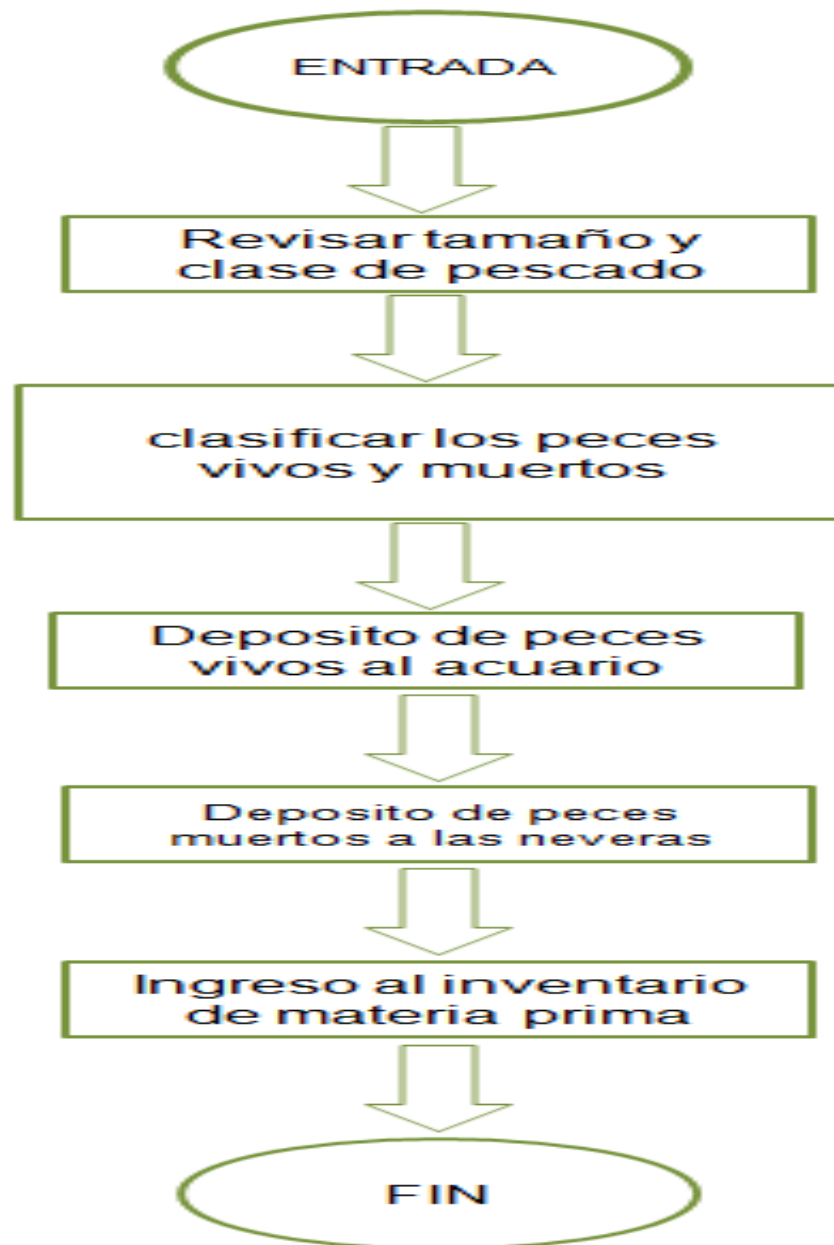 ENTRADA
Revisar tamaño y
clase de pescado
clasificar los peces
vivos y muertos
Deposito de peces
vivos al acuario
Deposito de peces
muertos a las neveras
Ingreso al inventario
de materia prima
FIN